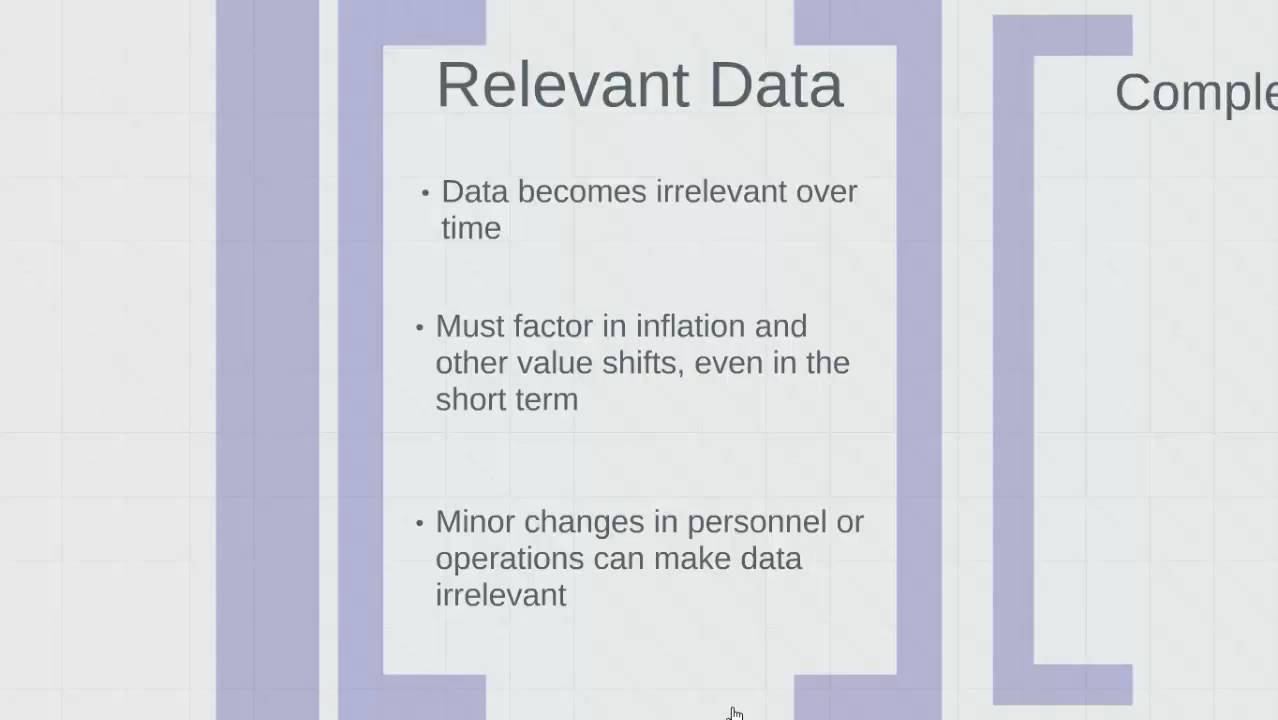 Relevant Data
Comple
• Data becomes irrelevant over
time
• Must factor in inflation and
other value shifts, even in the
short term
• Minor changes in personnel or
operations can make data
irrelevant